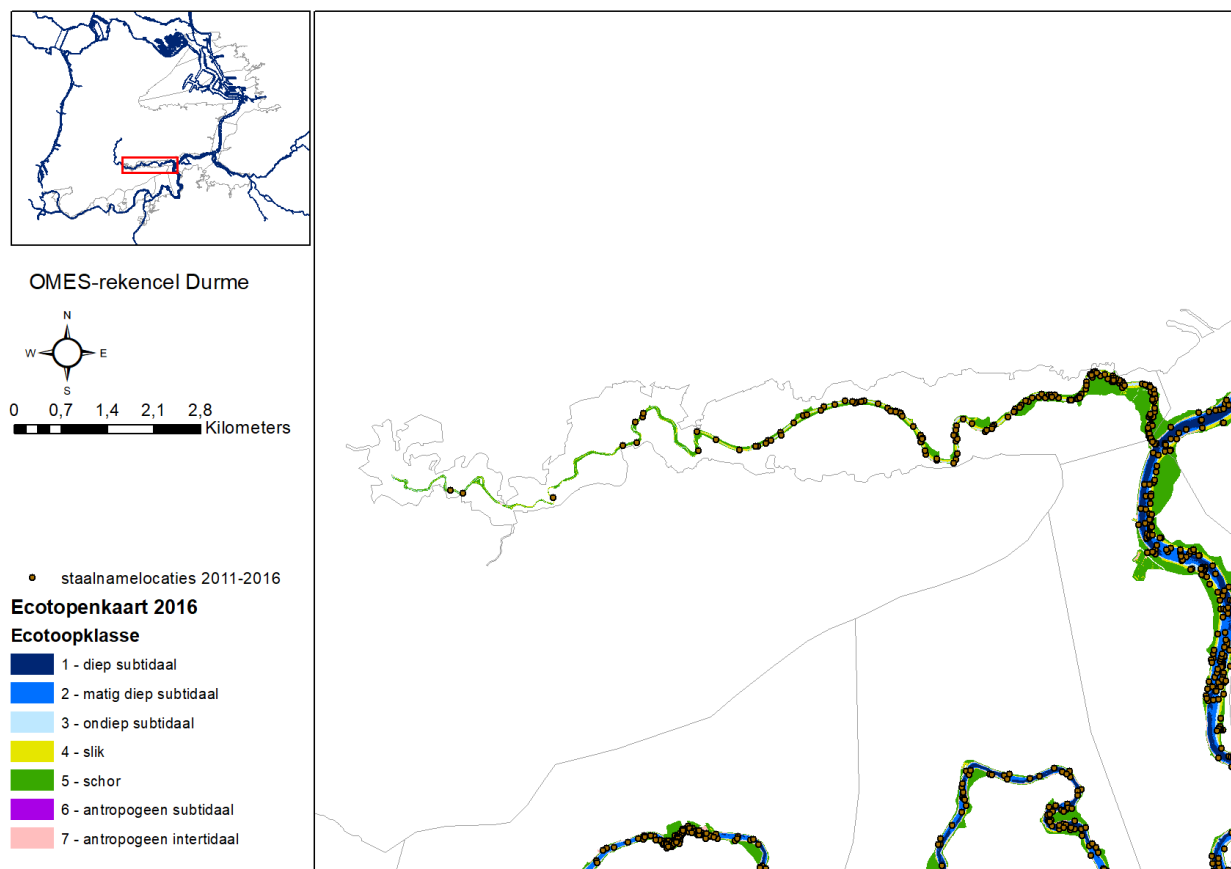 OMES-rekencel Durme
N
W E
S
0 0,7 1,4 2,1 2,8
Kilometers
staalnamelocaties 2011-2016
Ecotopenkaart 2016
Ecotoopklasse
1 - diep subtidaal
2 - matig diep subtidaal
3 - ondiep subtidaal
4 - slik
5 - schor
6 - antropogeen subtidaal
7 - antropogeen intertidaal